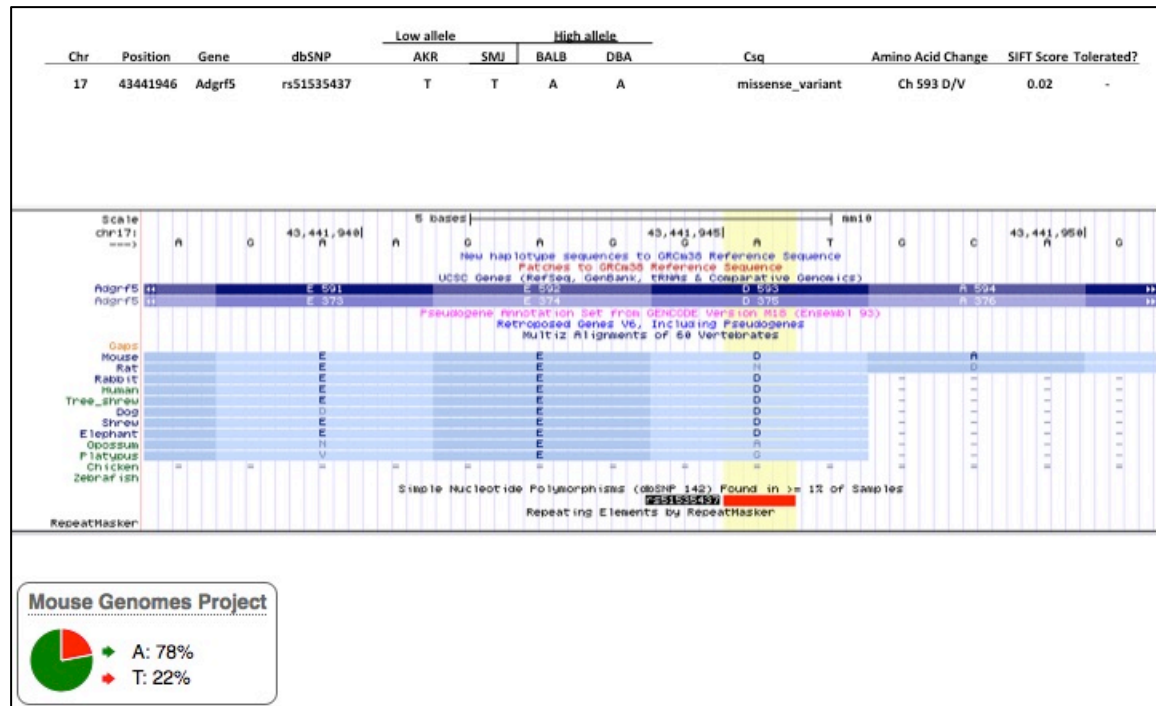 Low allele High allele
Chr Position Gene dbSNP AKR SMJ BALB DBA Csq Amino Acid Change SIFT Score Tolerated?
17 43441946 Adgrf5 rs51535437 T T A A missense_variant Ch 593 D/V 0.02 -
Scale 5 bases mm10
chr17: 43,441,940 43,441,945 43,441,950
---> A G A A G A G G A T G C A G
New haplotype sequences to GRCm38 Reference Sequence
Patches to GRCm38 Reference Sequence
UCSC Genes (RefSeq, GenBank, tRNAs & Comparative Genomics)
Adgrf5 E 591 E 592 D 593 A 594
Adgrf5 E 373 E 374 D 375 A 376
Pseudogene Annotation Set from GENCODE Version M18 (Ensembl 93)
Retroposed Genes V6, Including Pseudogenes
Multiz Alignments of 60 Vertebrates
Gaps
Mouse E E D A
Rat E E N D
Rabbit E E D - - - -
Human E E D - - - -
Tree_shrew E E D - - - -
Dog D E D - - - -
Shrew E E D - - - -
Elephant E E D - - - -
Opossum N E A - - - -
Platypus V E G - - - -
Chicken = = = = = = = = = = = = = =
Zebrafish
Simple Nucleotide Polymorphisms (dbSNP 142) Found in >= 1% of Samples
rs51535437
Repeating Elements by RepeatMasker
RepeatMasker
Mouse Genomes Project
A: 78%
T: 22%